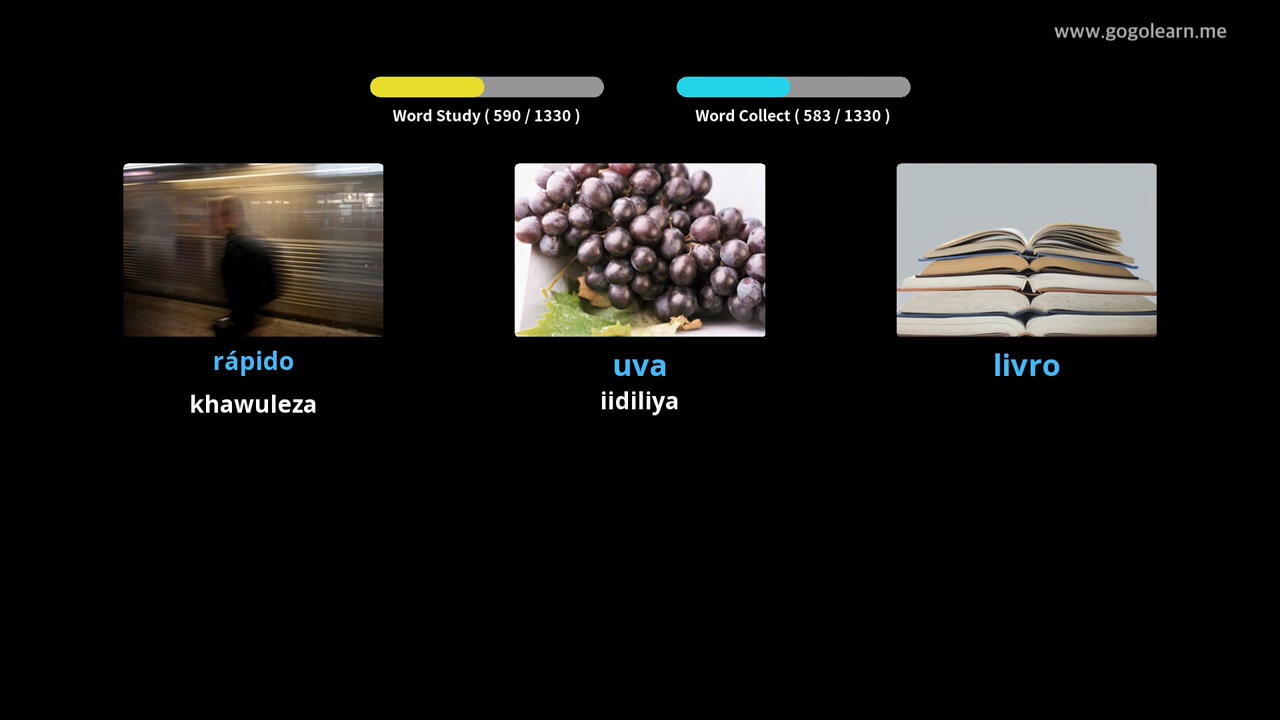 www.gogolearn.me
Word Study ( 590 / 1330 )
Word Collect ( 583 / 1330 )
rápido
uva
livro
khawuleza
iidiliya